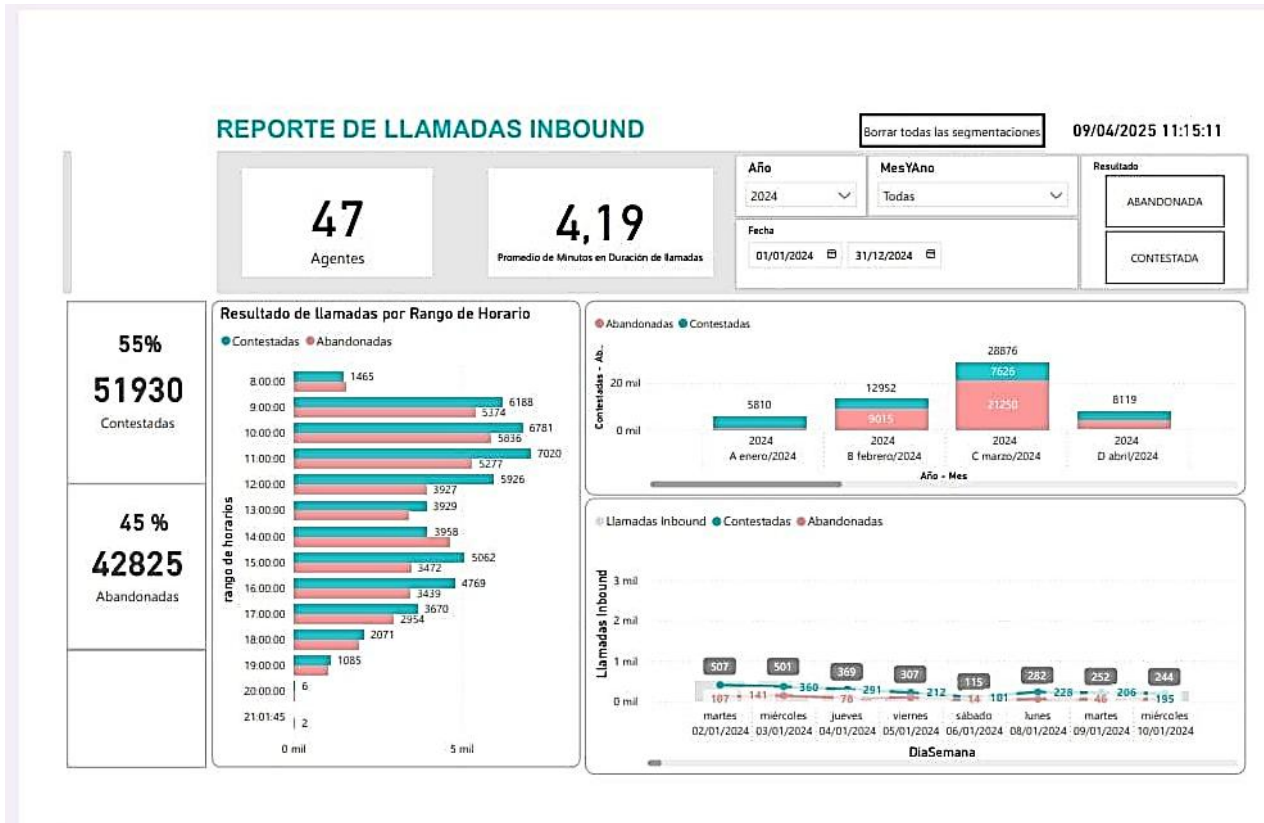 REPORTE DE LLAMADAS INBOUND
Borrar todas las segmentaciones
09/04/2025 11:15:11
47
Agentes
4,19
Promedio de Minutos en Duración de llamadas
Año
2024
MesYAno
Todas
Fecha
01/01/2024 31/12/2024
Resultado
ABANDONADA
CONTESTADA
55%
51930
Contestadas
45 %
42825
Abandonadas
Resultado de llamadas por Rango de Horario
Contestadas Abandonadas
rango de horarios
8:00:00 1465
9:00:00 6188
5374
10:00:00 6781
5836
11:00:00 7020
5277
12:00:00 5926
3927
13:00:00 3929
14:00:00 3958
15:00:00 5062
3472
16:00:00 4769
3439
17:00:00 3670
2954
18:00:00 2071
19:00:00 1085
20:00:00 6
21:01:45 2
0 mil 5 mil
Abandonadas Contestadas
Contestadas - Ab..
20 mil
0 mil
5810 12952 28876 8119
9015 7626
21250
2024 2024 2024 2024
A enero/2024 B febrero/2024 C marzo/2024 D abril/2024
Año - Mes
Llamadas Inbound Contestadas Abandonadas
Llamadas Inbound
3 mil
2 mil
1 mil
0 mil
507 501 369 307 115 282 252 244
360 291 212 101 228 206 195
107 141 78 14 46
martes miércoles jueves viernes sábado lunes martes miércoles
02/01/2024 03/01/2024 04/01/2024 05/01/2024 06/01/2024 08/01/2024 09/01/2024 10/01/2024
DiaSemana